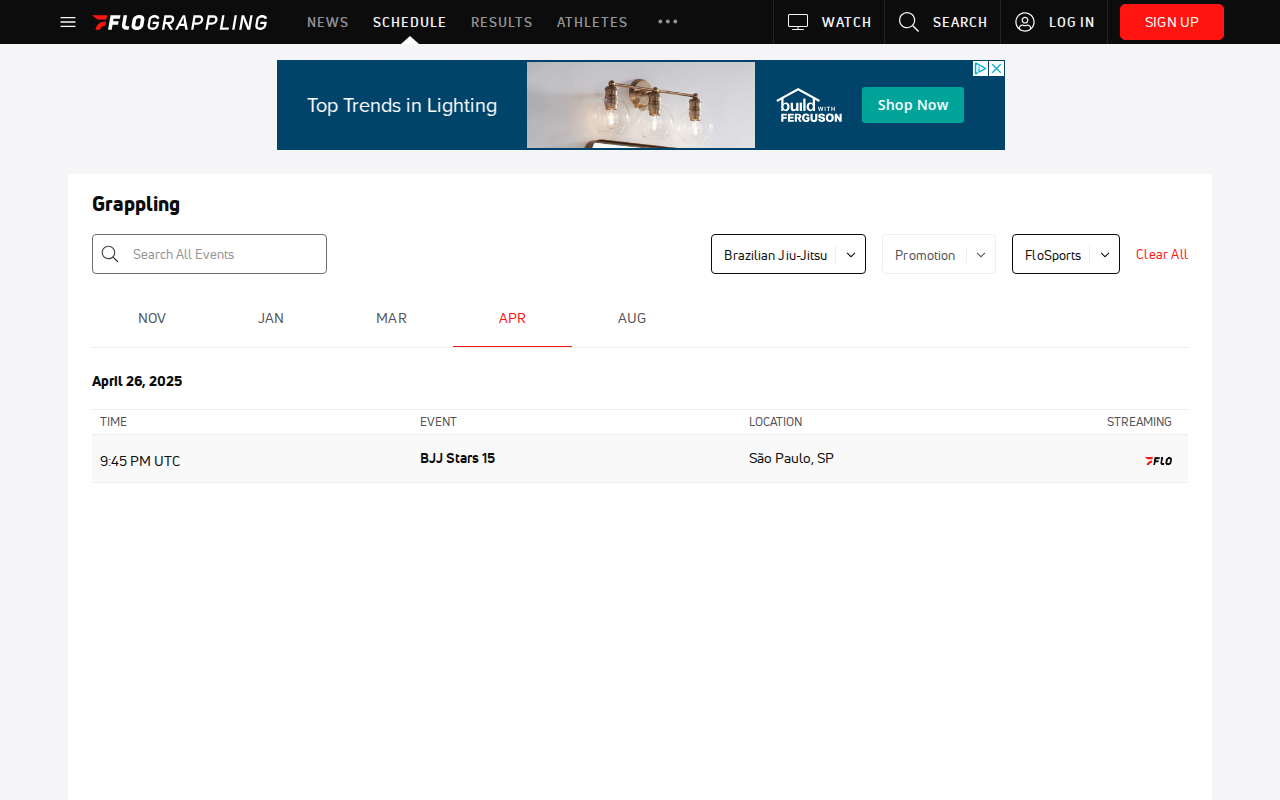 FLOGRAPPLING NEWS SCHEDULE RESULTS ATHLETES WATCH SEARCH LOG IN SIGN UP
Top Trends in Lighting build WITH FERGUSON Shop Now
Grappling
Search All Events Brazilian Jiu-Jitsu Promotion FloSports Clear All
NOV JAN MAR APR AUG
April 26, 2025
TIME EVENT LOCATION STREAMING
9:45 PM UTC BJJ Stars 15 São Paulo, SP FLO